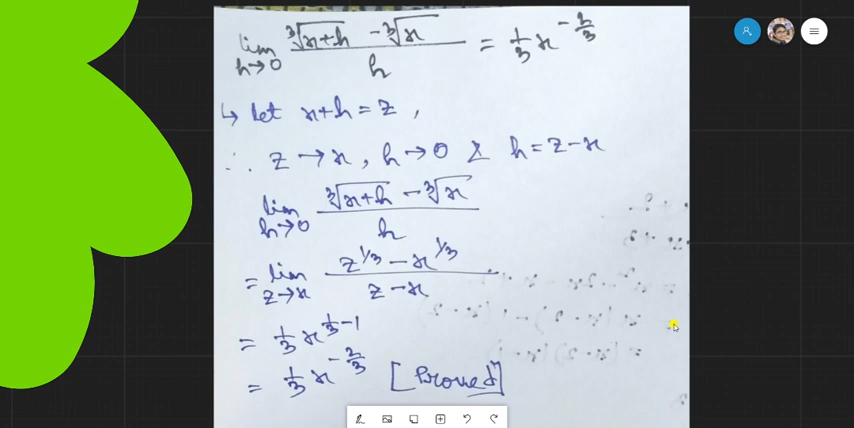 lim h→0 (∛(x+h) - ∛x)/h = 1/3 x^(-2/3)
↳ let x+h = z,
∴ z→x, h→0 & h = z-x
lim h→0 (∛(x+h) - ∛x)/h
= lim z→x (z^(1/3) - x^(1/3))/(z-x)
= 1/3 x^(1/3-1)
= 1/3 x^(-2/3) [Proved]